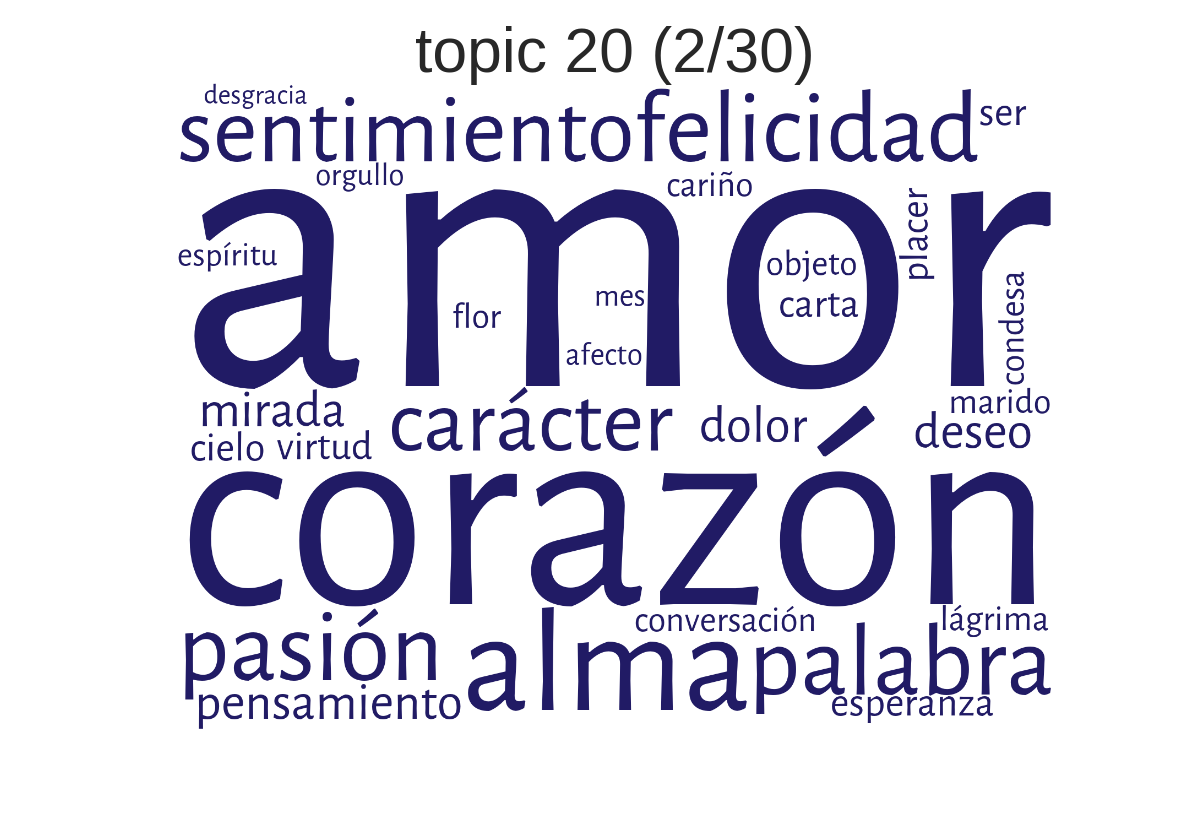 topic 20 (2/30)
desgracia
sentimiento felicidad ser
orgullo cariño
amor
placer
espíritu
objeto
carta
mes
flor
afecto
condesa
mirada carácter dolor deseo marido
cielo virtud
corazón
conversación lágrima
pasión alma palabra
pensamiento esperanza